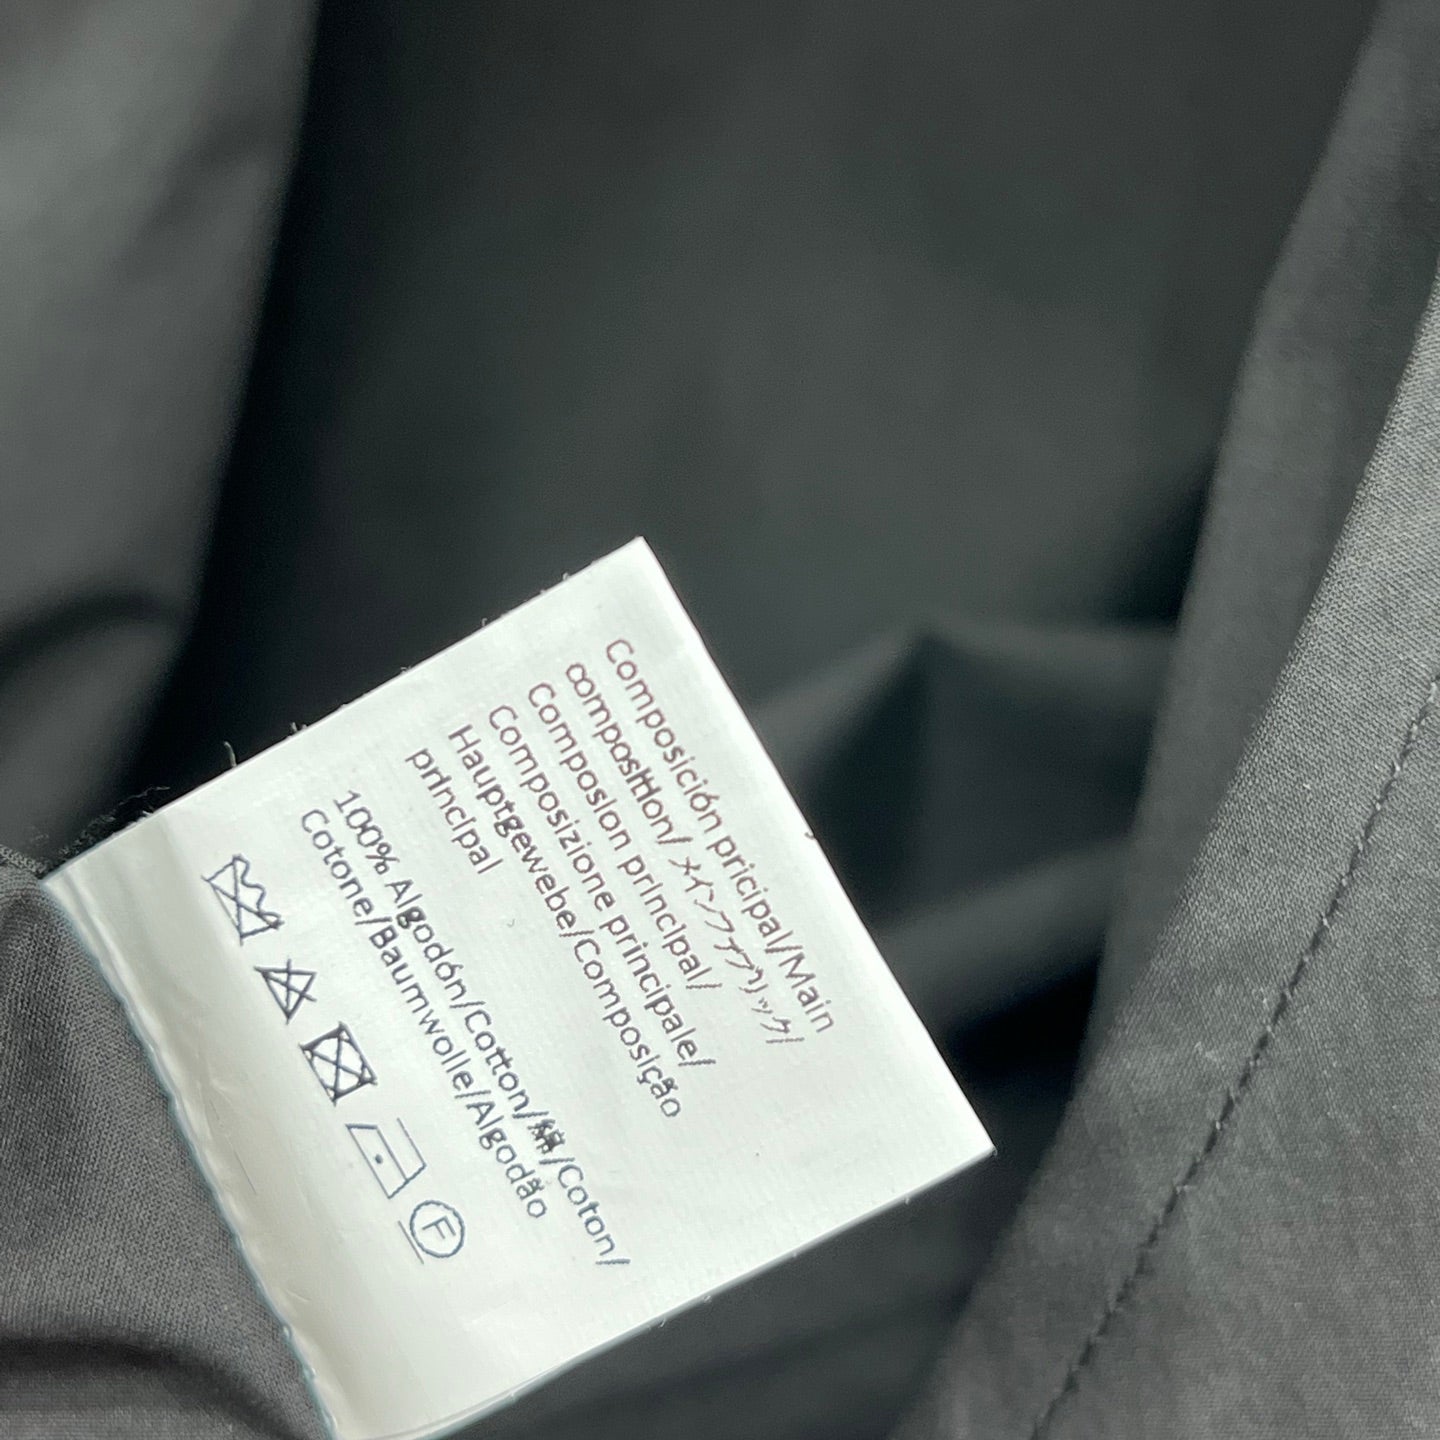 Composición pricipal/Main
composition/メインファブリック/
Composion principal/
Composizione principale/
Hauptgewebe/Composição
principal
100% Algodón/Cotton/綿/Coton/
Cotone/Baumwolle/Algodão
F